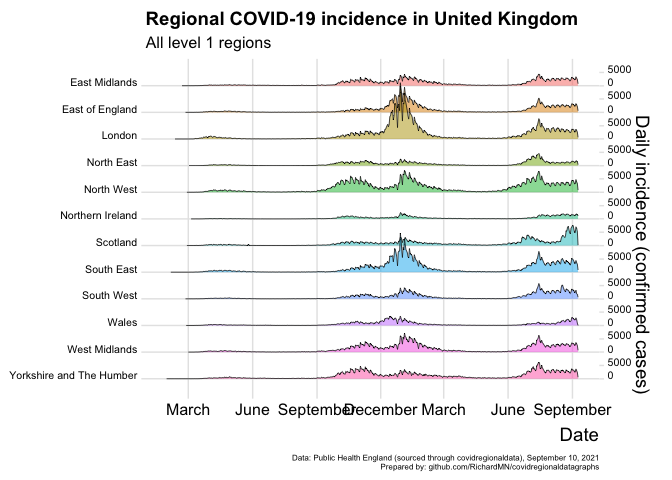 Regional COVID-19 incidence in United Kingdom
All level 1 regions
East Midlands
5000
0
East of England
5000
0
London
5000
0
North East
5000
0
North West
5000
0
Northern Ireland
5000
0
Scotland
5000
0
South East
5000
0
South West
5000
0
Wales
5000
0
West Midlands
5000
0
Yorkshire and The Humber
5000
0
Daily incidence (confirmed cases)
March June September December March June September
Date
Data: Public Health England (sourced through covidregionaldata), September 10, 2021
Prepared by: github.com/RichardMN/covidregionaldatagraphs